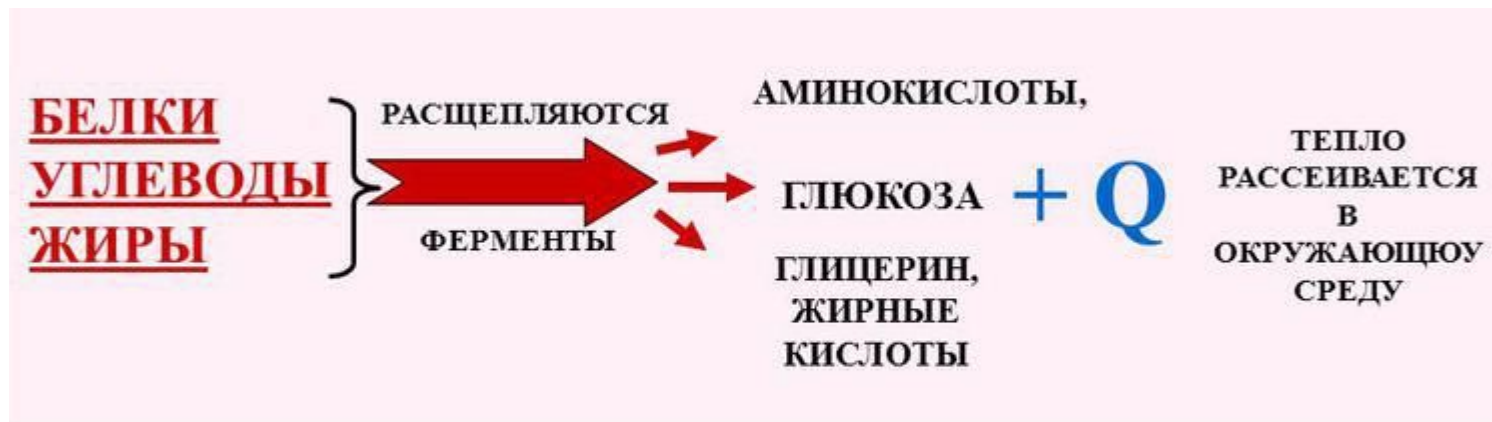 БЕЛКИ
УГЛЕВОДЫ
ЖИРЫ
РАСЩЕПЛЯЮТСЯ
ФЕРМЕНТЫ
АМИНОКИСЛОТЫ,
ГЛЮКОЗА
ГЛИЦЕРИН,
ЖИРНЫЕ
КИСЛОТЫ
+ Q
ТЕПЛО
РАССЕИВАЕТСЯ
В
ОКРУЖАЮЩЮУ
СРЕДУ